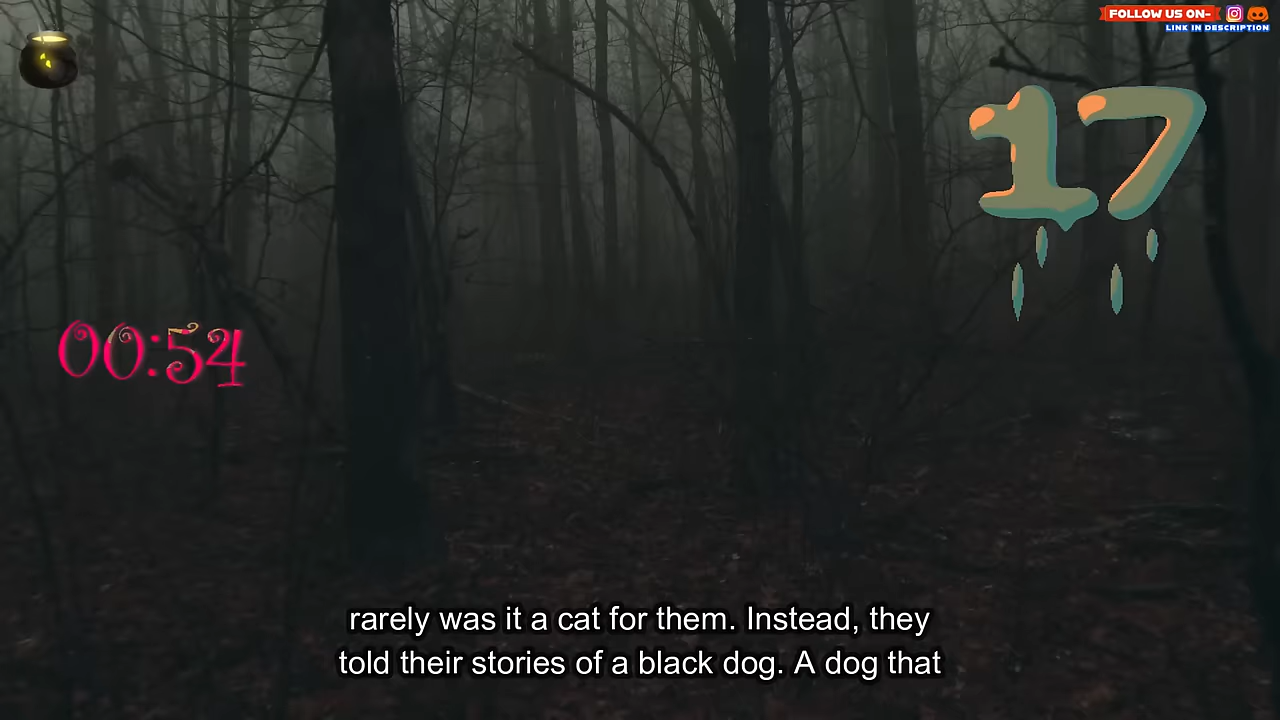 FOLLOW US ON-
LINK IN DESCRIPTION
17
00:54
rarely was it a cat for them. Instead, they
told their stories of a black dog. A dog that